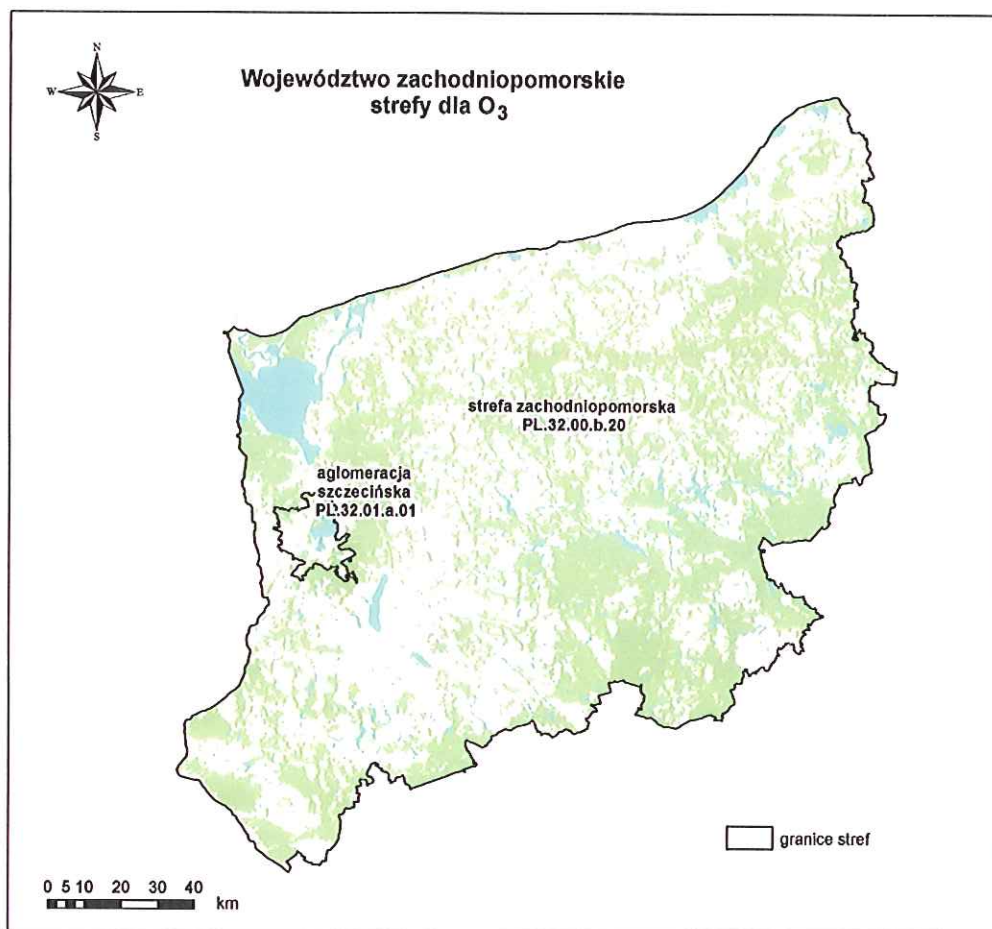 N
W E
S
Województwo zachodniopomorskie
strefy dla O₃
strefa zachodniopomorska
PL.32.00.b.20
aglomeracja
szczecińska
PL.32.01.a.01
granice stref
0 5 10 20 30 40
km